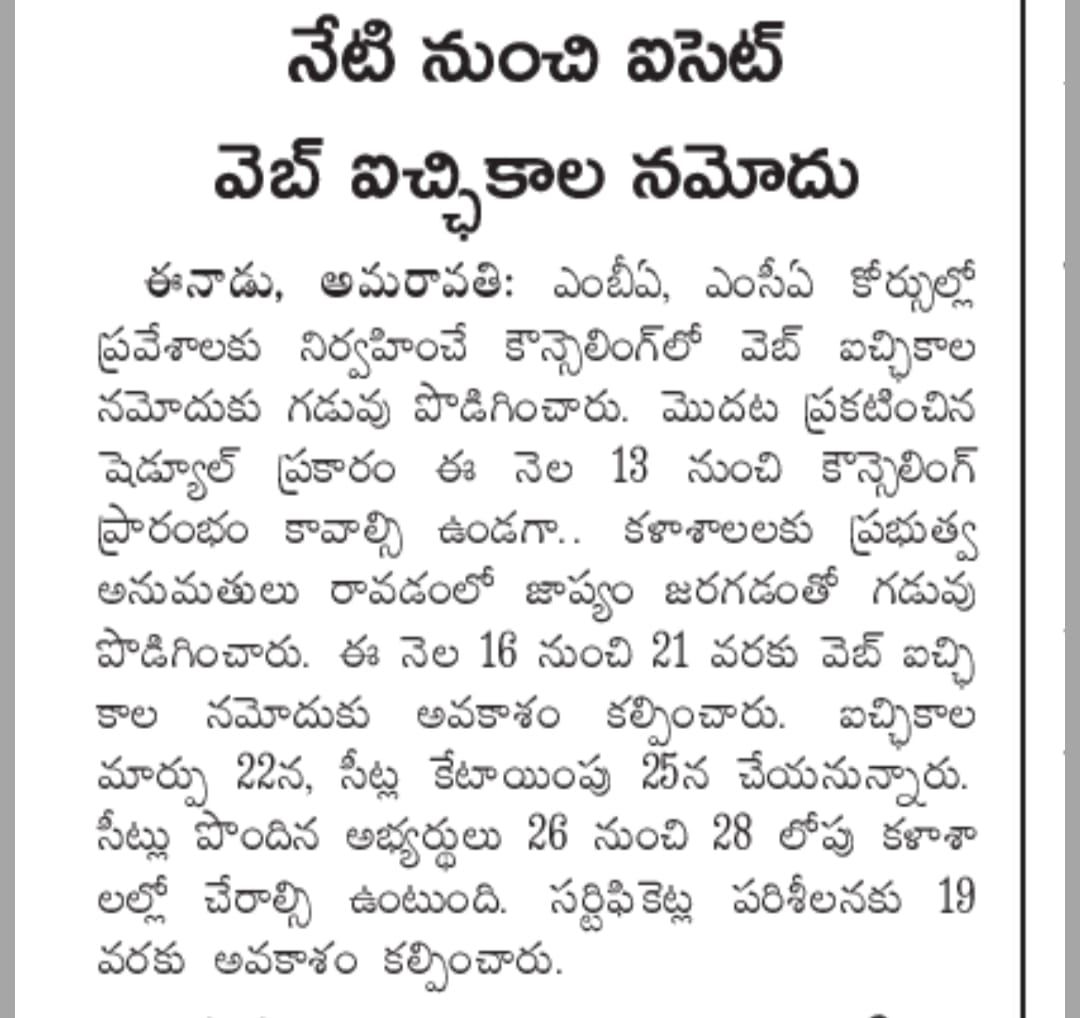 నేటి నుంచి ఐసెట్
వెబ్ ఐచ్ఛికాల నమోదు
ఈనాడు, అమరావతి: ఎంబీఏ, ఎంసీఏ కోర్సుల్లో
ప్రవేశాలకు నిర్వహించే కౌన్సెలింగ్‌లో వెబ్ ఐచ్ఛికాల
నమోదుకు గడువు పొడిగించారు. మొదట ప్రకటించిన
షెడ్యూల్ ప్రకారం ఈ నెల 13 నుంచి కౌన్సెలింగ్
ప్రారంభం కావాల్సి ఉండగా.. కళాశాలలకు ప్రభుత్వ
అనుమతులు రావడంలో జాప్యం జరగడంతో గడువు
పొడిగించారు. ఈ నెల 16 నుంచి 21 వరకు వెబ్ ఐచ్ఛి
కాల నమోదుకు అవకాశం కల్పించారు. ఐచ్ఛికాల
మార్పు 22న, సీట్ల కేటాయింపు 25న చేయనున్నారు.
సీట్లు పొందిన అభ్యర్థులు 26 నుంచి 28 లోపు కళాశా
లల్లో చేరాల్సి ఉంటుంది. సర్టిఫికెట్ల పరిశీలనకు 19
వరకు అవకాశం కల్పించారు.